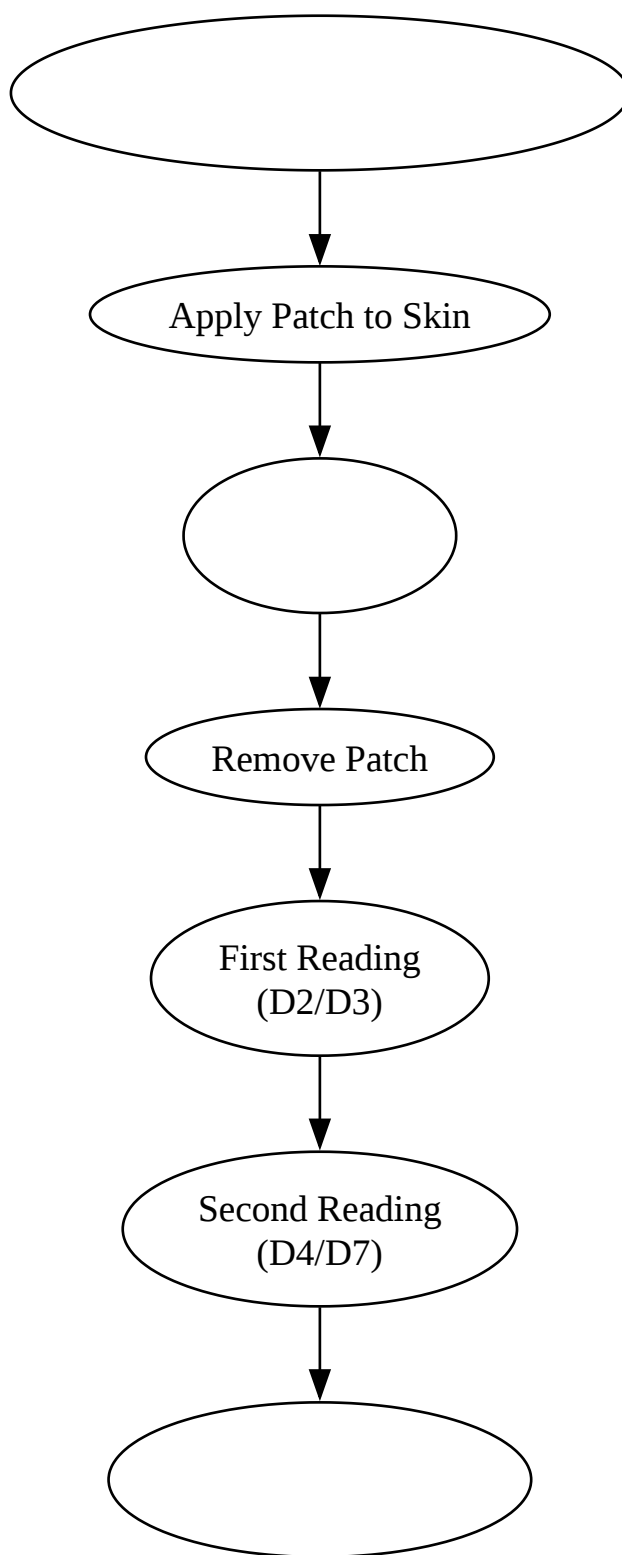 Apply Patch to Skin
Remove Patch
First Reading
(D2/D3)
Second Reading
(D4/D7)